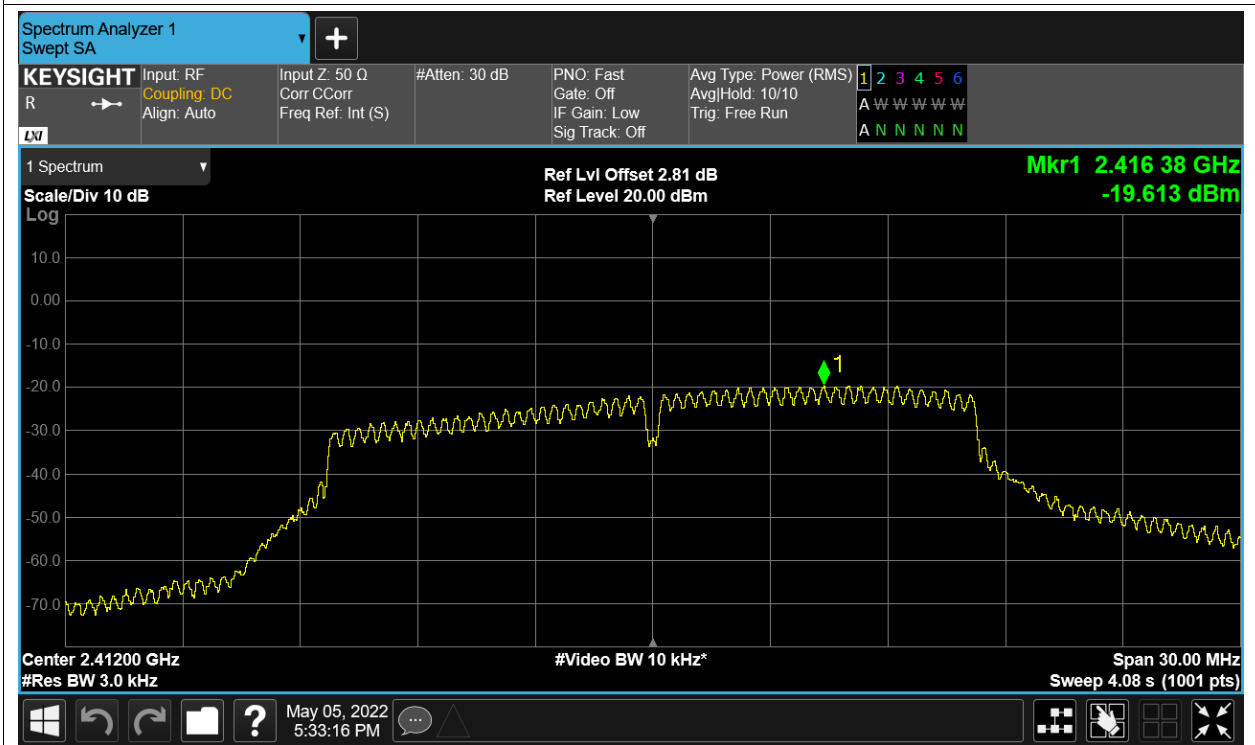 Spectrum Analyzer 1
Swept SA
+
KEYSIGHT
R
LXI
Input: RF
Coupling: DC
Align: Auto
Input Z: 50 Ω
Corr CCorr
Freq Ref: Int (S)
#Atten: 30 dB
PNO: Fast
Gate: Off
IF Gain: Low
Sig Track: Off
Avg Type: Power (RMS)
Avg|Hold: 10/10
Trig: Free Run
1 2 3 4 5 6
A W W W W W
A N N N N N
1 Spectrum
Scale/Div 10 dB
Log
Ref Lvl Offset 2.81 dB
Ref Level 20.00 dBm
Mkr1 2.416 38 GHz
-19.613 dBm
10.0
0.00
-10.0
-20.0
-30.0
-40.0
-50.0
-60.0
-70.0
1
Center 2.41200 GHz
#Res BW 3.0 kHz
#Video BW 10 kHz*
Span 30.00 MHz
Sweep 4.08 s (1001 pts)
?
May 05, 2022
5:33:16 PM